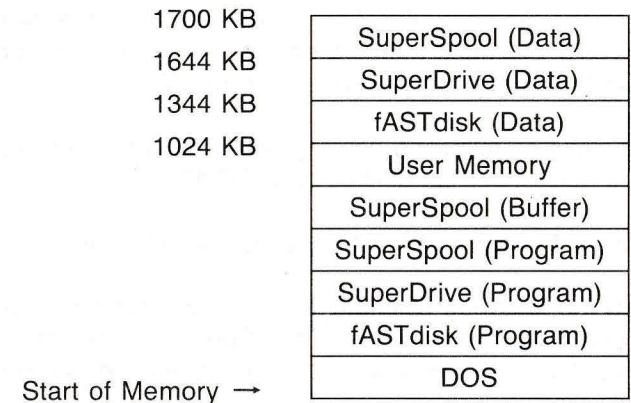 1700 KB
SuperSpool (Data)
1644 KB
SuperDrive (Data)
1344 KB
fASTdisk (Data)
1024 KB
User Memory
SuperSpool (Buffer)
SuperSpool (Program)
SuperDrive (Program)
fASTdisk (Program)
DOS
Start of Memory →